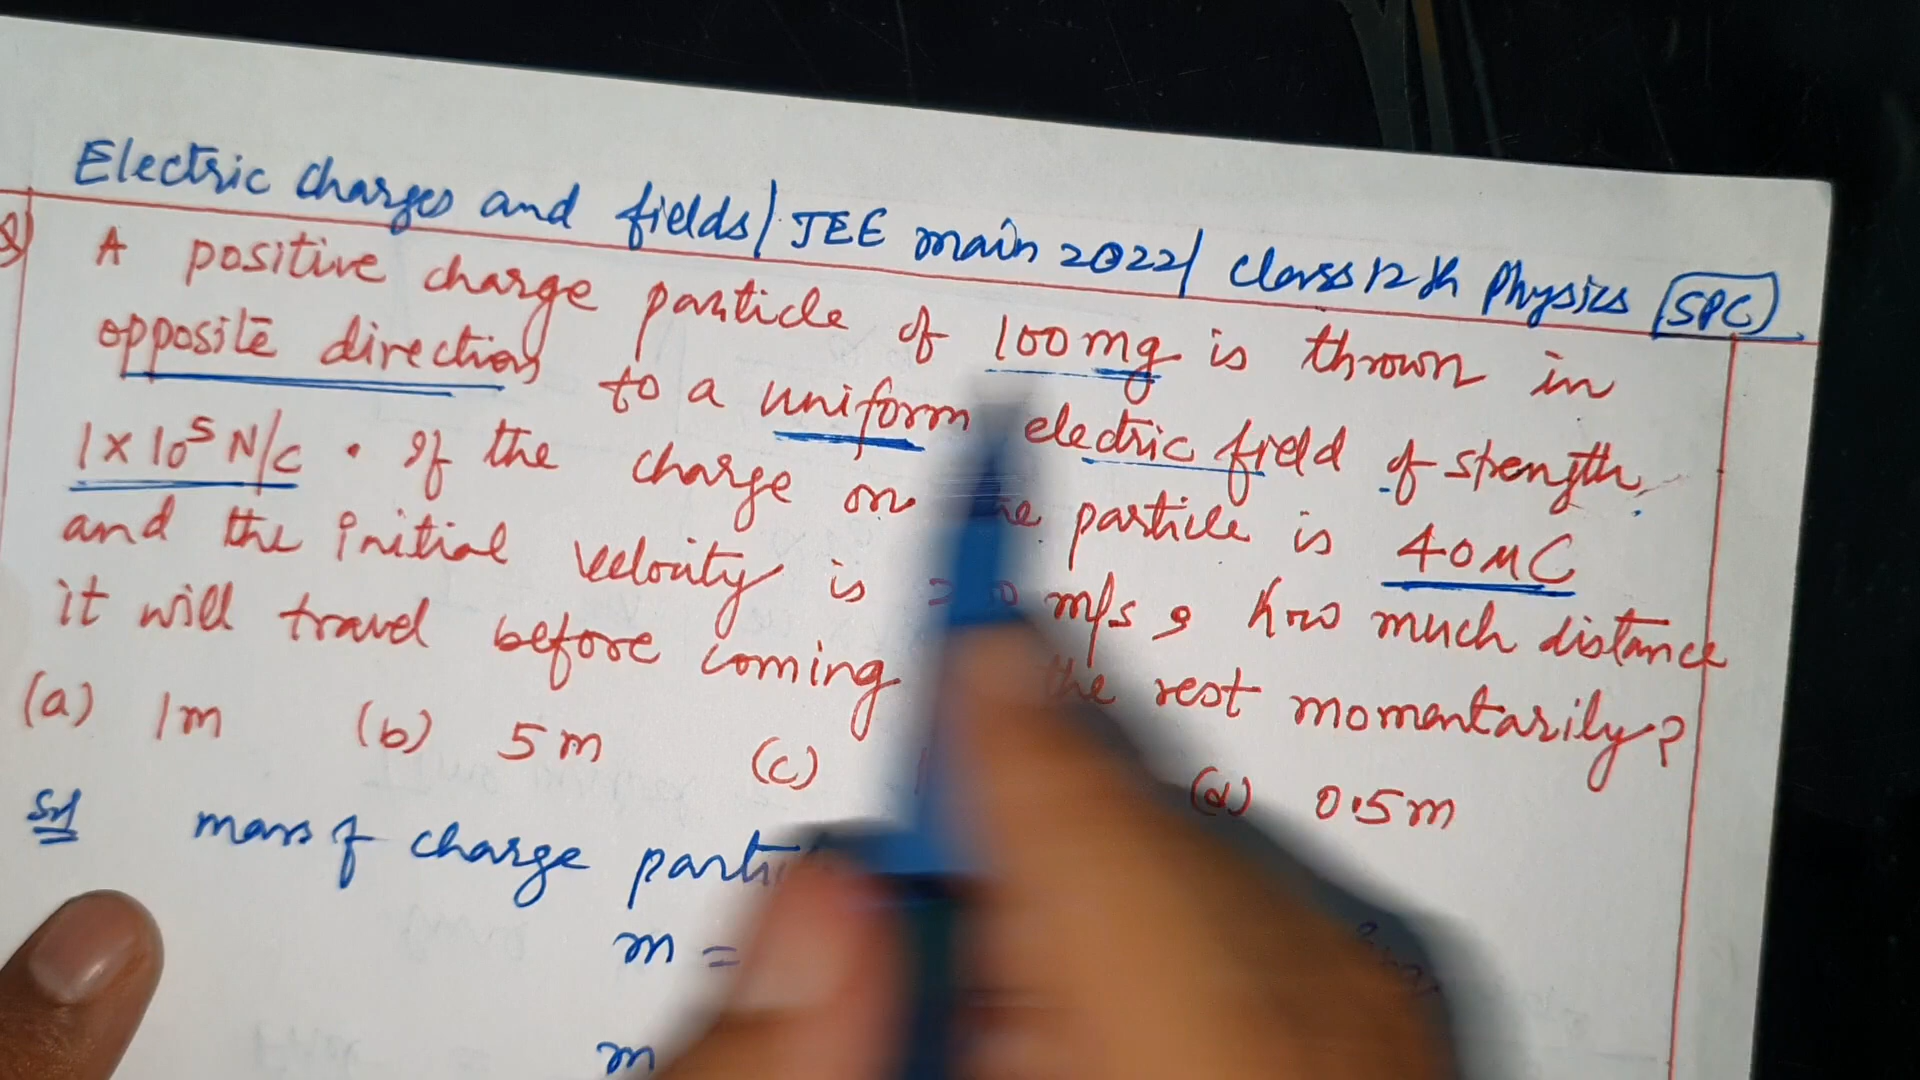 Electric charges and fields / JEE main 2022 / Class 12th Physics SPC
Q) A positive charge particle of 100 mg is thrown in
opposite direction to a uniform electric field of strength
1 x 10⁵ N/C . If the charge on particle is 40 μC
and the initial velocity is m/s, how much distance
it will travel before coming the rest momentarily?
(a) 1m (b) 5m (c) (d) 0.5m
Sol mass of charge
m =
m